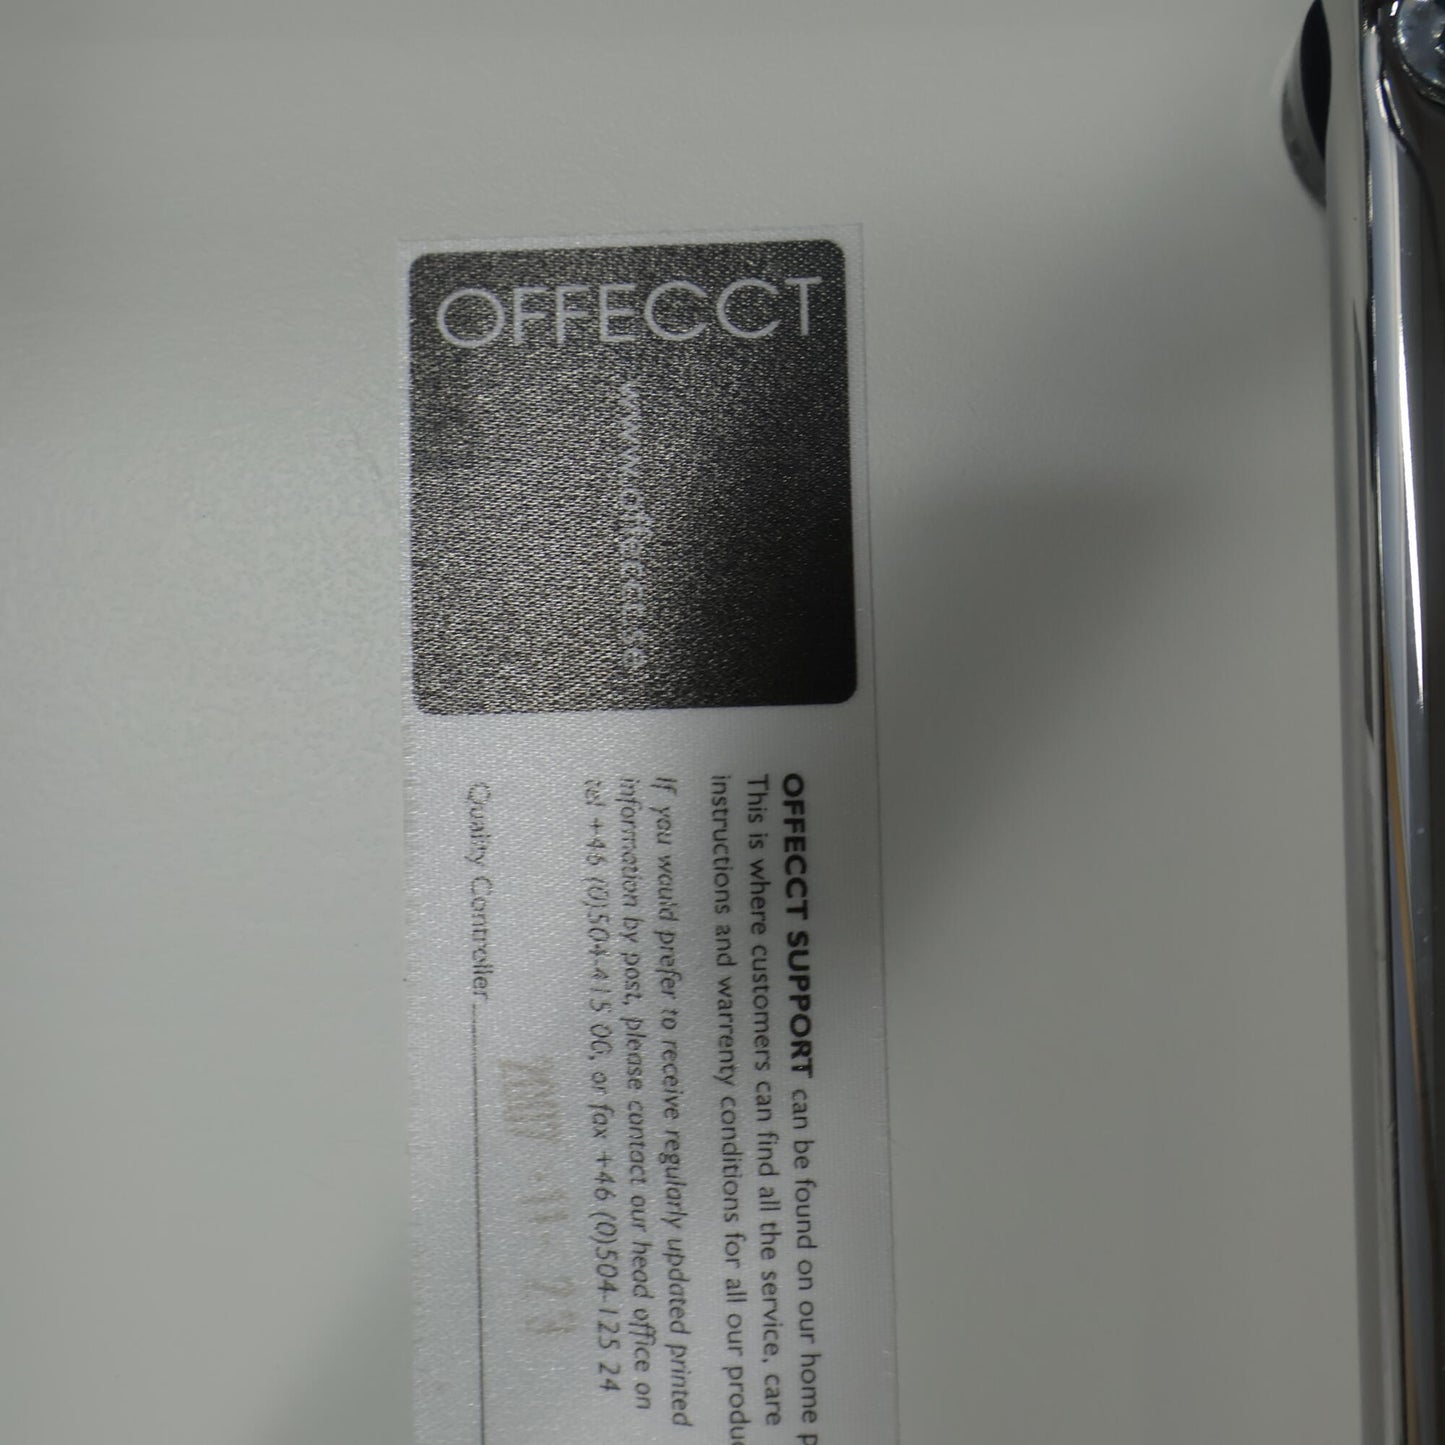 OFFECCT
www.offecct.se
OFFECCT SUPPORT can be found on our home
This is where customers can find all the service, care
instructions and warrenty conditions for all our
If you would prefer to receive regularly updated printed
information by post, please contact our head office on
tel +46 (0)504-415 00, or fax +46 (0)504-125 24
Quality Controller